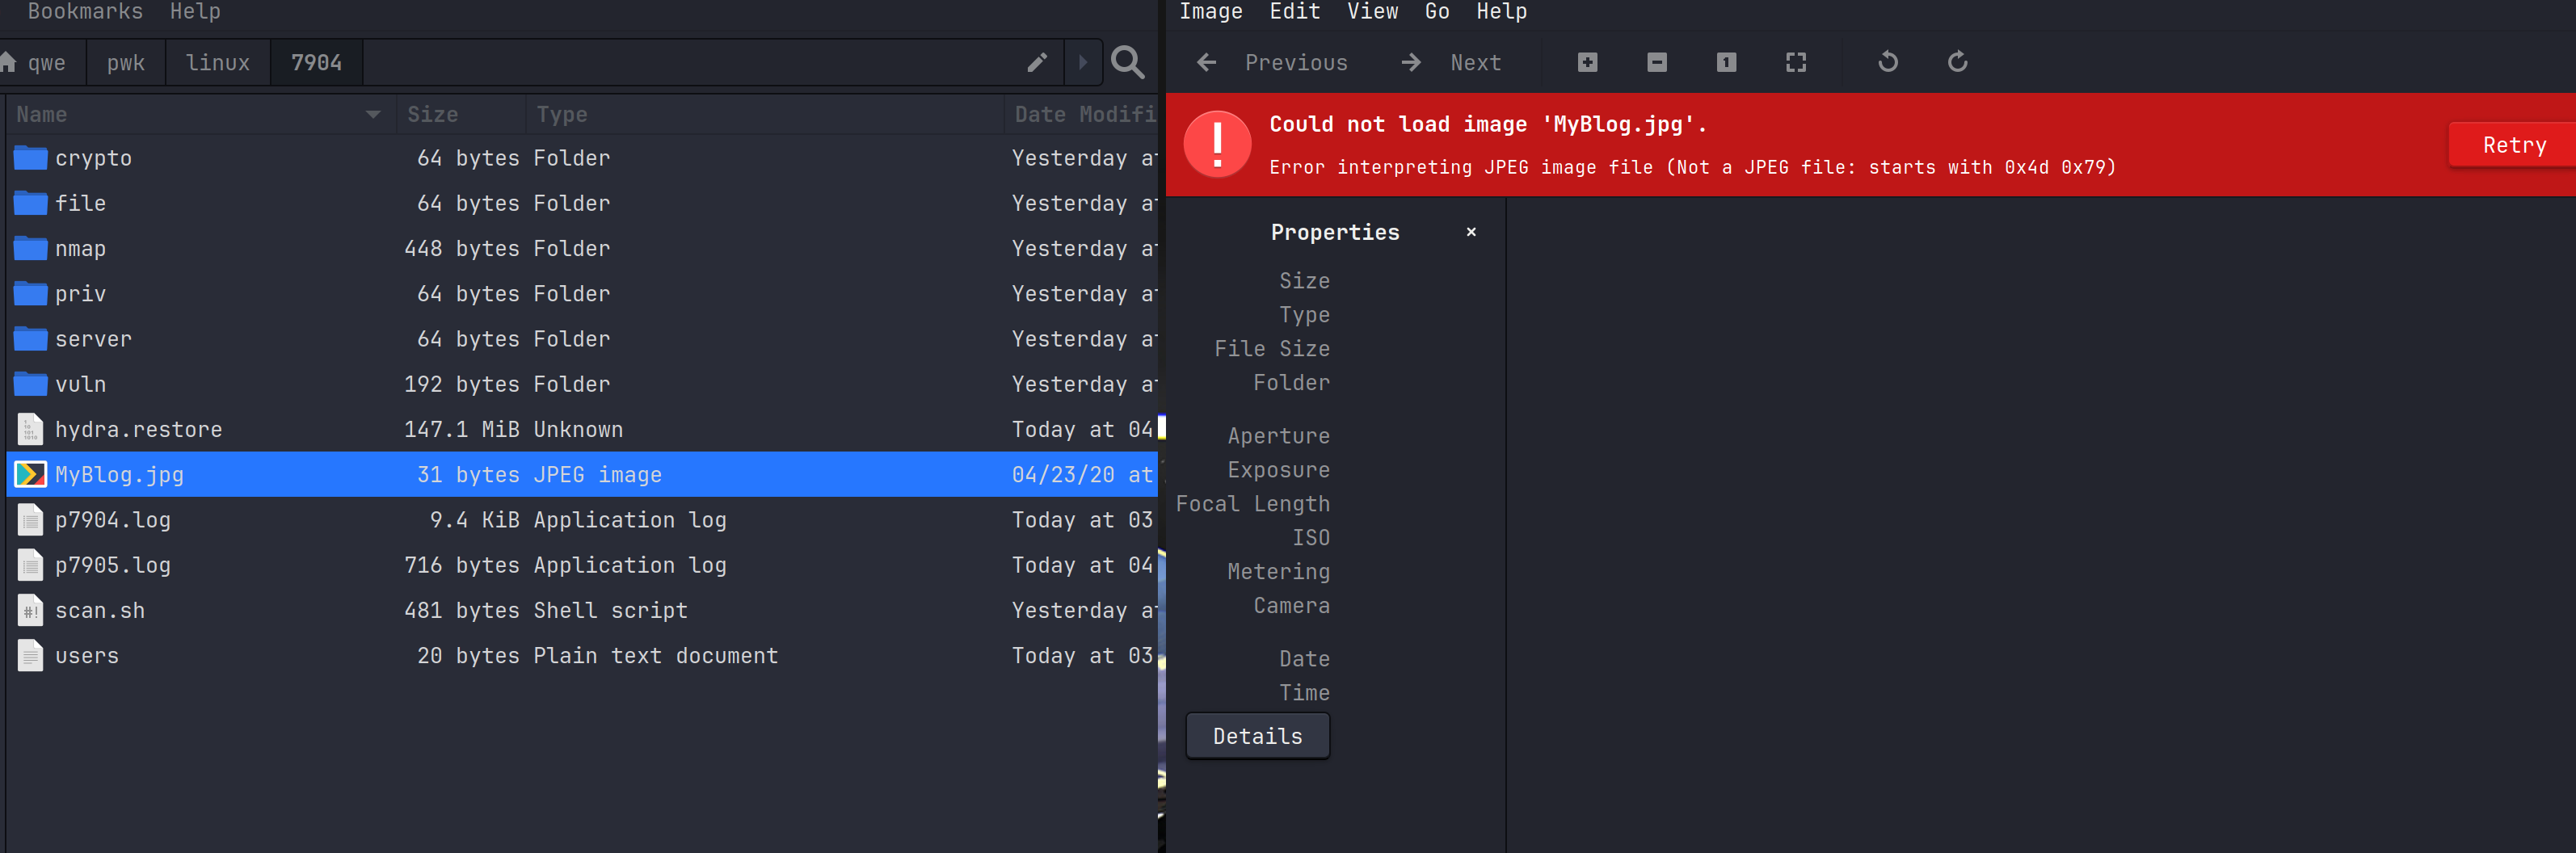 Bookmarks Help
qwe pwk linux 7904
Name Size Type Date Modifi
crypto 64 bytes Folder Yesterday a
file 64 bytes Folder Yesterday a
nmap 448 bytes Folder Yesterday a
priv 64 bytes Folder Yesterday a
server 64 bytes Folder Yesterday a
vuln 192 bytes Folder Yesterday a
hydra.restore 147.1 MiB Unknown Today at 04
MyBlog.jpg 31 bytes JPEG image 04/23/20 at
p7904.log 9.4 KiB Application log Today at 03
p7905.log 716 bytes Application log Today at 04
scan.sh 481 bytes Shell script Yesterday a
users 20 bytes Plain text document Today at 03
Image Edit View Go Help
Previous Next
Could not load image 'MyBlog.jpg'.
Error interpreting JPEG image file (Not a JPEG file: starts with 0x4d 0x79)
Retry
Properties ×
Size
Type
File Size
Folder
Aperture
Exposure
Focal Length
ISO
Metering
Camera
Date
Time
Details